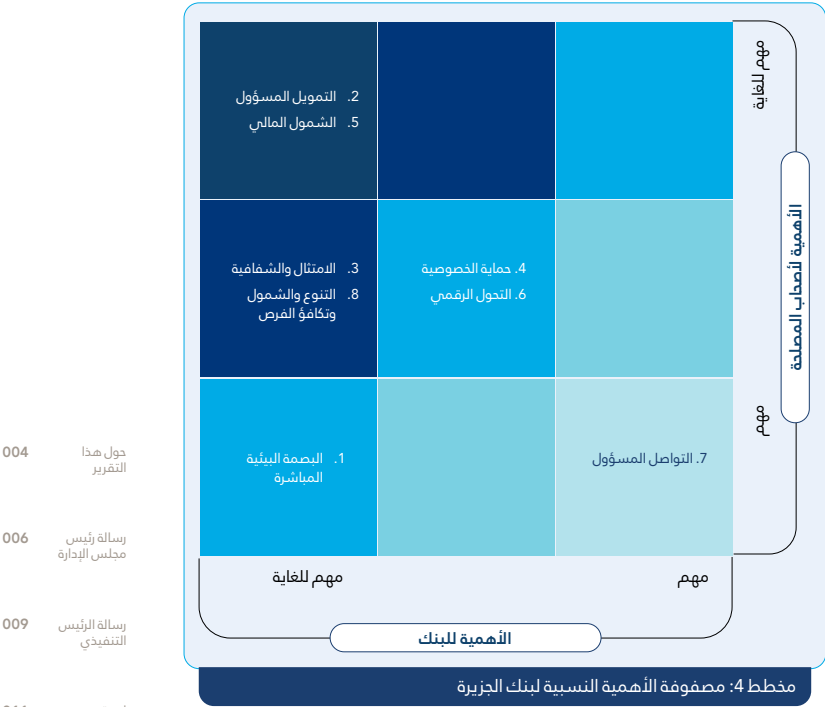 مهم للغاية
الأهمية لأصحاب المصلحة
مهم
2. التمويل المسؤول
5. الشمول المالي
4. حماية الخصوصية
6. التحول الرقمي
3. الامتثال والشفافية
8. التنوع والشمول
وتكافؤ الفرص
7. التواصل المسؤول
1. البصمة البيئية
المباشرة
مهم
مهم للغاية
الأهمية للبنك
مخطط 4: مصفوفة الأهمية النسبية لبنك الجزيرة
حول هذا 004
التقرير
رسالة رئيس 006
مجلس الإدارة
رسالة الرئيس 009
التنفيذي